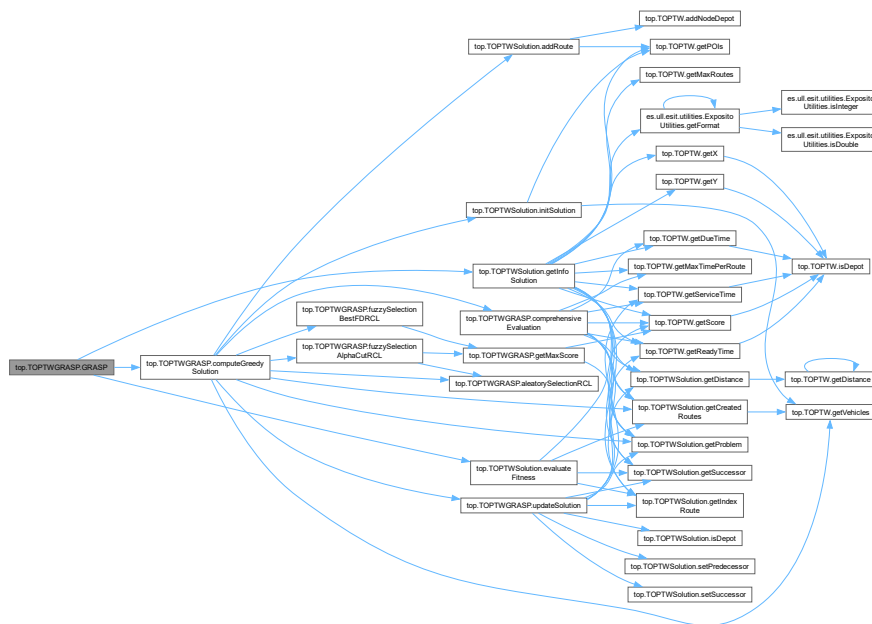 top.TOPTWGRASP.GRASP
top.TOPTWGRASP.computeGreedy
Solution
top.TOPTWSolution.addRoute
top.TOPTWSolution.initSolution
top.TOPTWSolution.getInfo
Solution
top.TOPTWGRASP.fuzzySelection
BestFDRCL
top.TOPTWGRASP.fuzzySelection
AlphaCutRCL
top.TOPTWGRASP.comprehensive
Evaluation
top.TOPTWGRASP.getMaxScore
top.TOPTWGRASP.aleatorySelectionRCL
top.TOPTWSolution.evaluate
Fitness
top.TOPTWGRASP.updateSolution
top.TOPTW.addNodeDepot
top.TOPTW.getPOIs
top.TOPTW.getMaxRoutes
es.ull.esit.utilities.Exposito
Utilities.getFormat
top.TOPTW.getX
top.TOPTW.getY
top.TOPTW.getDueTime
top.TOPTW.getMaxTimePerRoute
top.TOPTW.getServiceTime
top.TOPTW.getScore
top.TOPTW.getReadyTime
top.TOPTWSolution.getDistance
top.TOPTWSolution.getCreated
Routes
top.TOPTWSolution.getProblem
top.TOPTWSolution.getSuccessor
top.TOPTWSolution.getIndex
Route
top.TOPTWSolution.isDepot
top.TOPTWSolution.setPredecessor
top.TOPTWSolution.setSuccessor
es.ull.esit.utilities.Exposito
Utilities.isInteger
es.ull.esit.utilities.Exposito
Utilities.isDouble
top.TOPTW.isDepot
top.TOPTW.getDistance
top.TOPTW.getVehicles